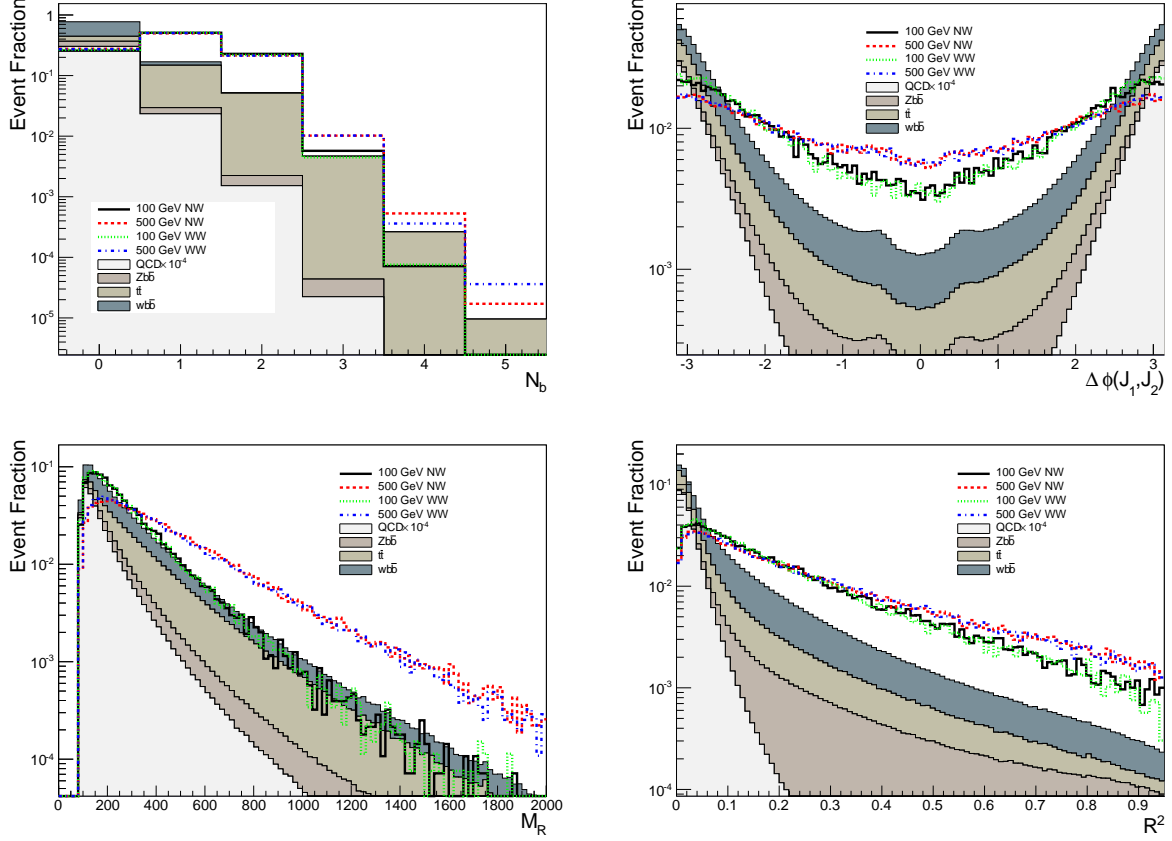 Event Fraction
1
10⁻¹
10⁻²
10⁻³
10⁻⁴
10⁻⁵
100 GeV NW
500 GeV NW
100 GeV WW
500 GeV WW
QCD×10⁻⁴
Zbb̄
tt̄
wbb̄
0 1 2 3 4 5
N_b
Event Fraction
10⁻²
10⁻³
100 GeV NW
500 GeV NW
100 GeV WW
500 GeV WW
QCD×10⁻⁴
Zbb̄
tt̄
wbb̄
-3 -2 -1 0 1 2 3
Δ φ(J₁,J₂)
Event Fraction
10⁻¹
10⁻²
10⁻³
10⁻⁴
100 GeV NW
500 GeV NW
100 GeV WW
500 GeV WW
QCD×10⁻⁴
Zbb̄
tt̄
wbb̄
0 200 400 600 800 1000 1200 1400 1600 1800 2000
M_R
Event Fraction
10⁻¹
10⁻²
10⁻³
10⁻⁴
100 GeV NW
500 GeV NW
100 GeV WW
500 GeV WW
QCD×10⁻⁴
Zbb̄
tt̄
wbb̄
0 0.1 0.2 0.3 0.4 0.5 0.6 0.7 0.8 0.9
R²